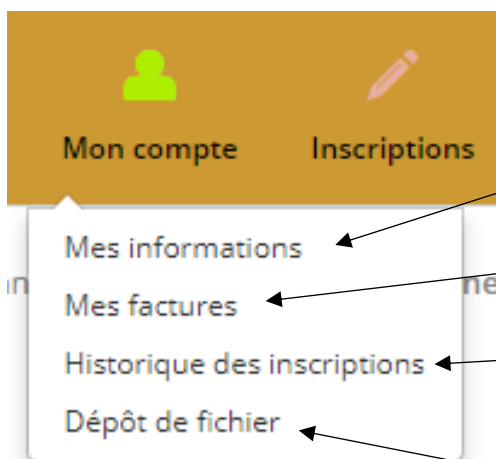 Mon compte Inscriptions
Mes informations
Mes factures
Historique des inscriptions
Dépôt de fichier